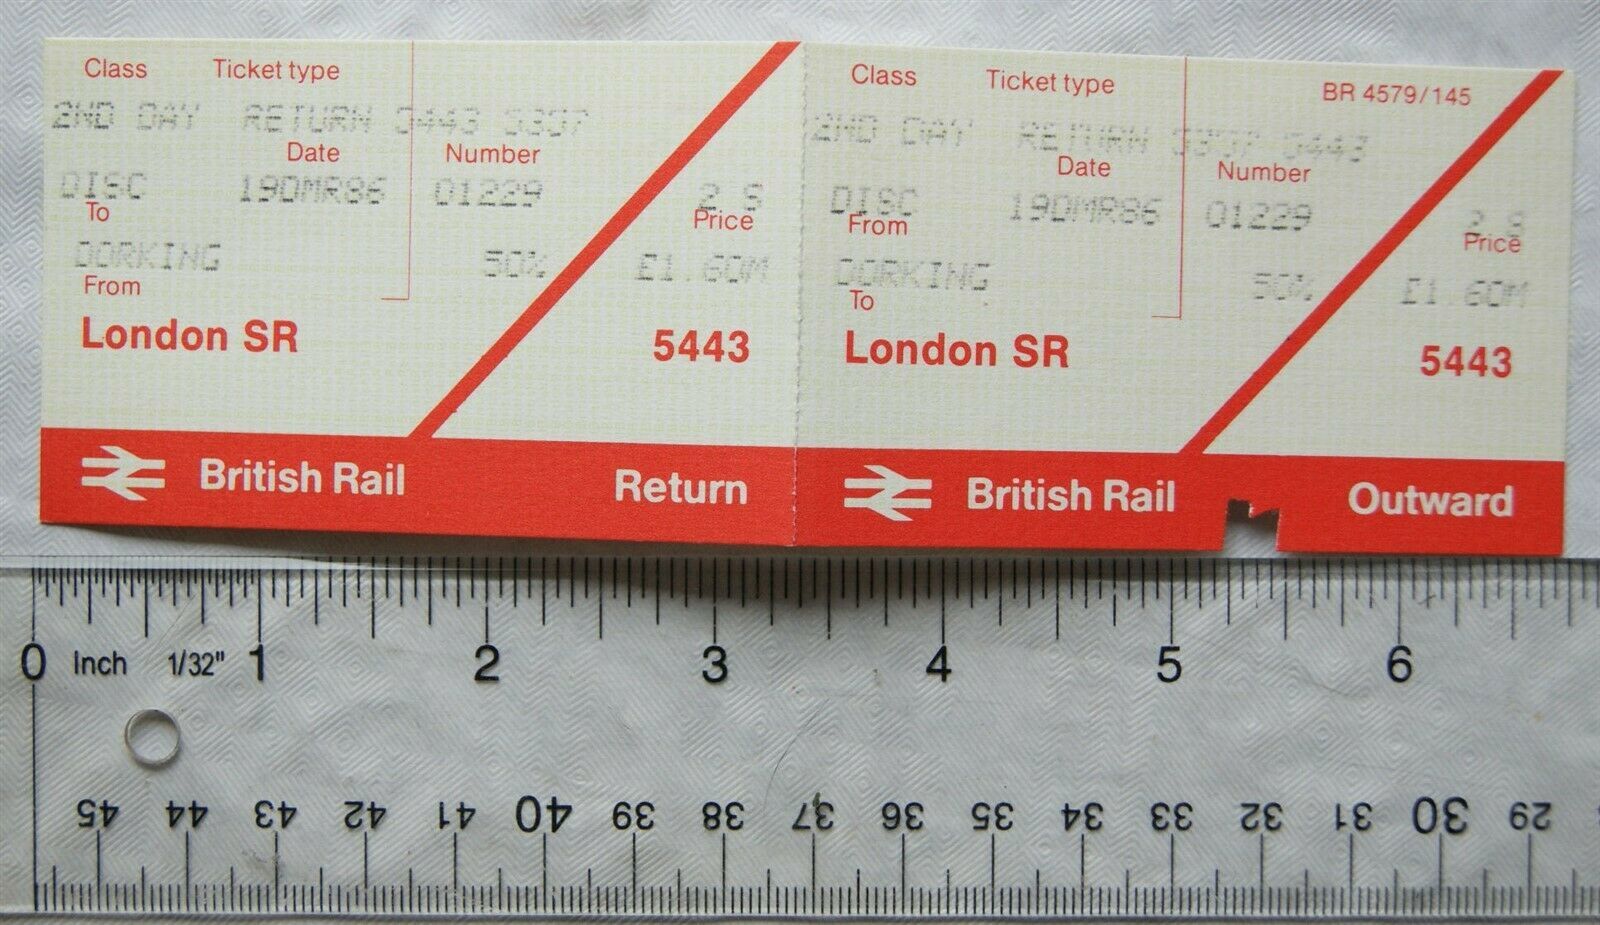 Class Ticket type
2ND DAY RETURN 5443 5397
Date Number
DISC 19DMR86 01229 2 S
To Price
DORKING 50% £1.60M
From
London SR 5443
British Rail Return
Class Ticket type BR 4579/145
2ND DAY RETURN 5397 5443
Date Number
DISC 19DMR86 01229 2 S
From Price
DORKING 50% £1.60M
To
London SR 5443
British Rail Outward
0 Inch 1/32" 1 2 3 4 5 6
45 44 43 42 41 40 39 38 37 36 35 34 33 32 31 30 29